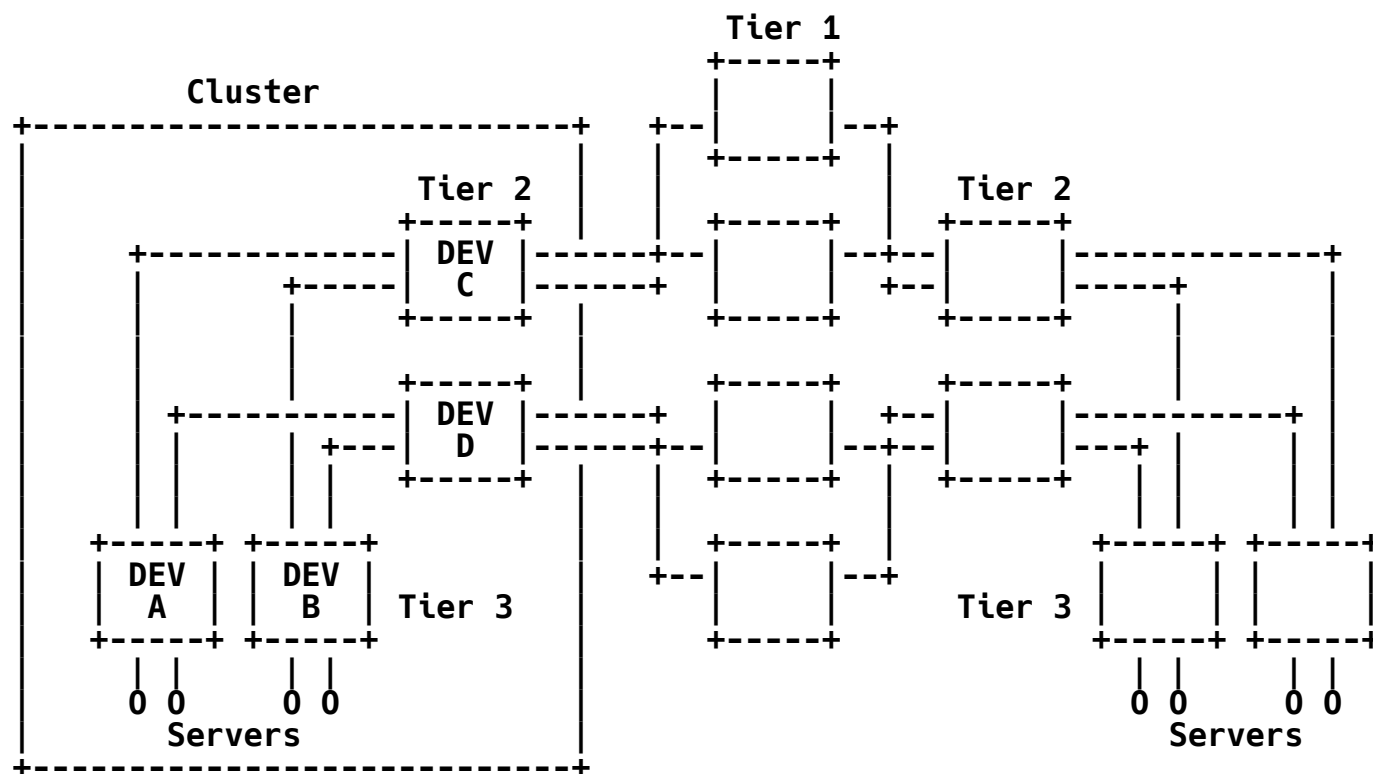 Tier 1
Cluster
Tier 2 Tier 2
DEV
C
DEV
D
DEV DEV
A B Tier 3 Tier 3
O O O O O O O O
Servers Servers